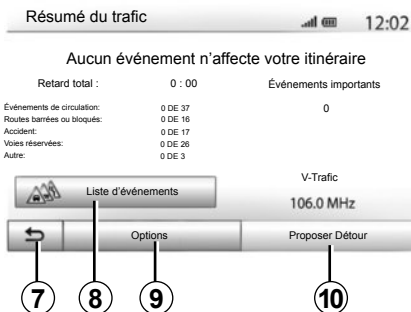 Résumé du trafic
12:02
Aucun événement n'affecte votre itinéraire
Retard total : 0 : 00
Événements importants
0
Événements de circulation: 0 DE 37
Routes barrées ou bloqués: 0 DE 16
Accident: 0 DE 17
Voies réservées: 0 DE 26
Autre: 0 DE 3
Liste d'événements
V-Trafic
106.0 MHz
Options
Proposer Détour
7 8 9 10